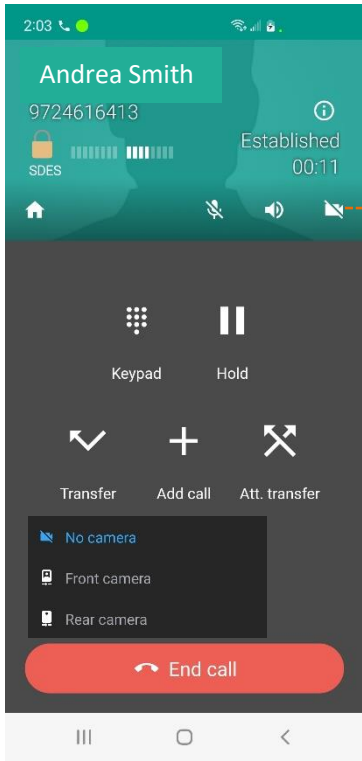 2:03
Andrea Smith
9724616413
Established
SDES
00:11
Keypad Hold
Transfer Add call Att. transfer
No camera
Front camera
Rear camera
End call